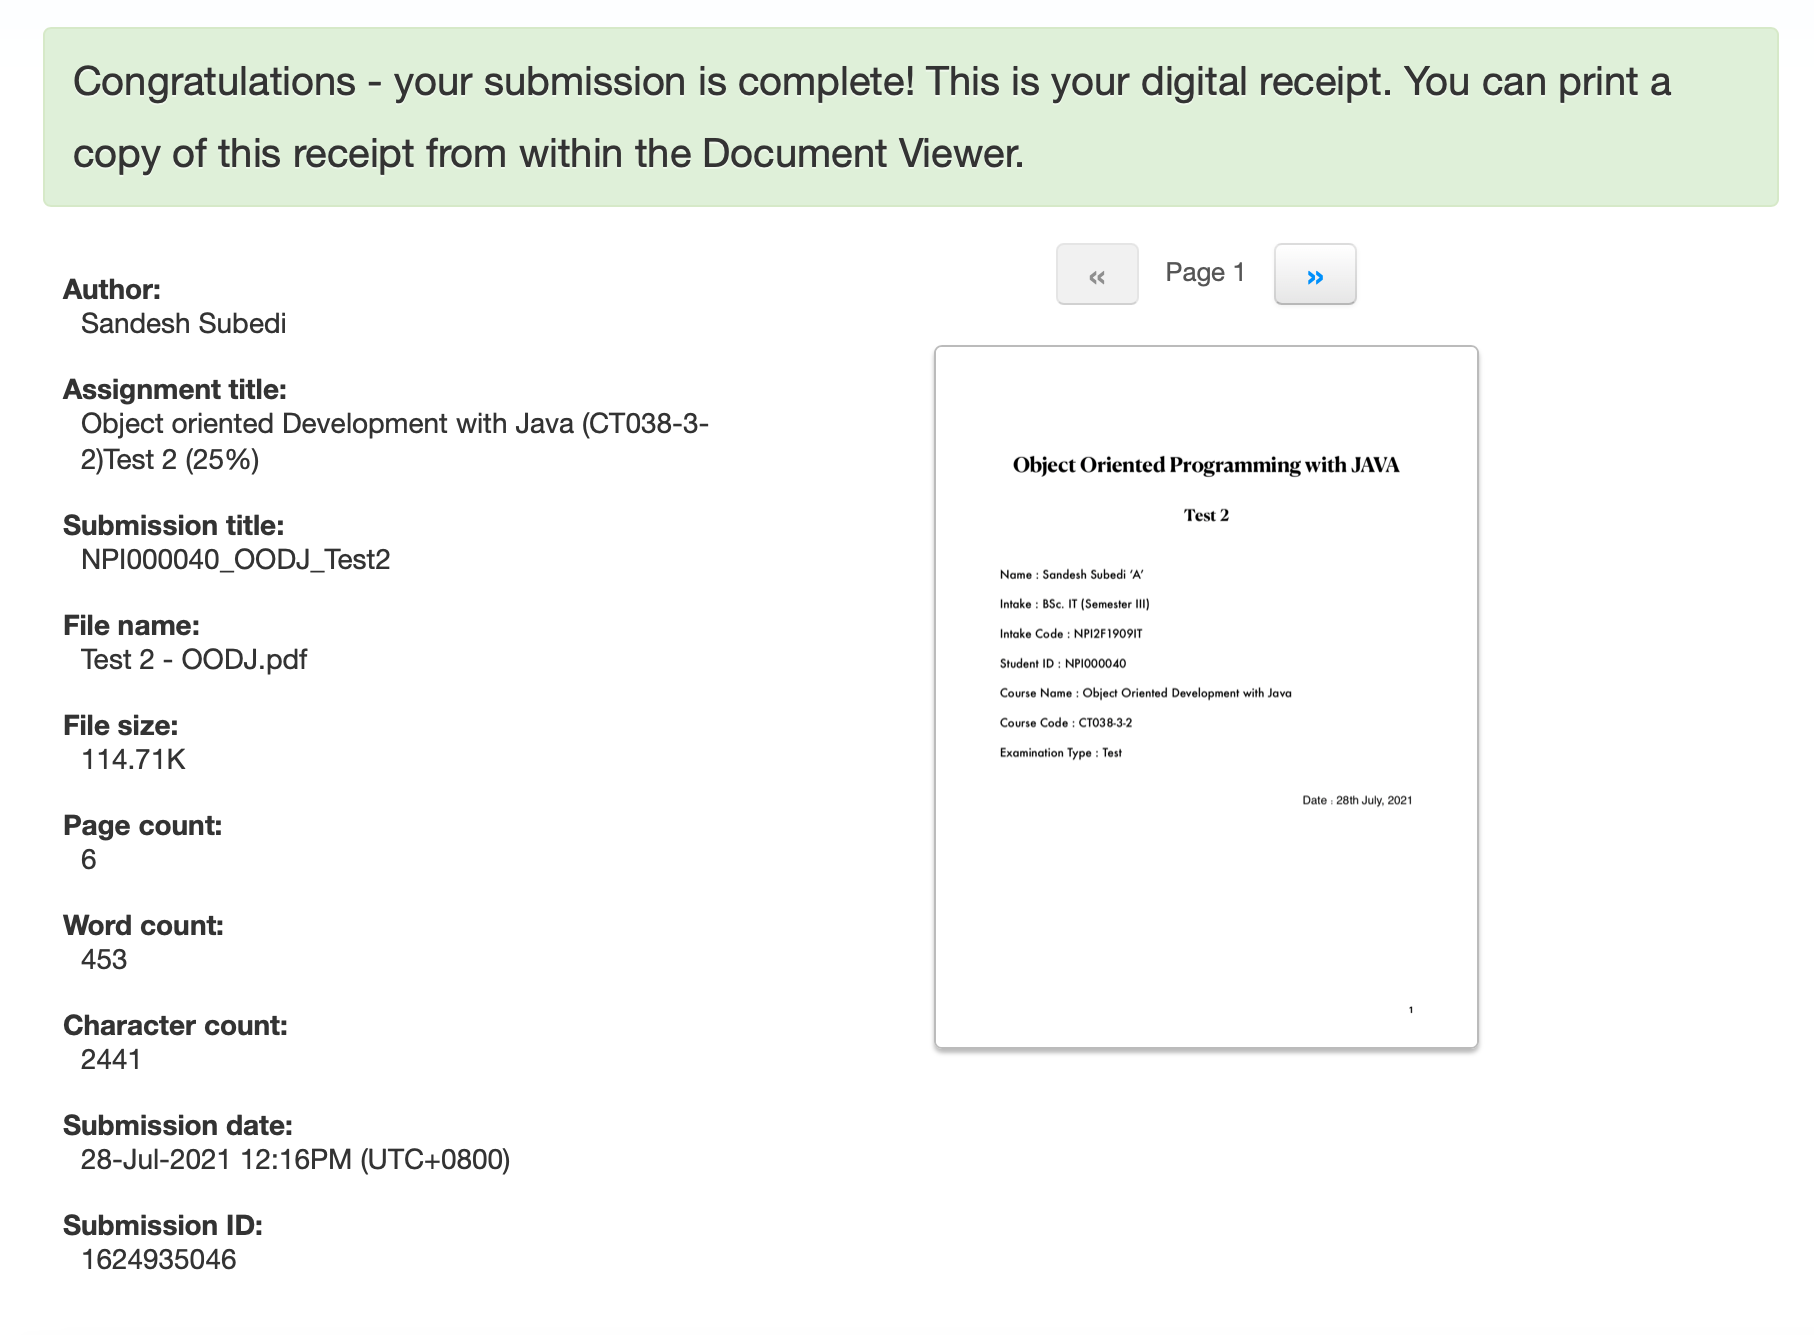 Congratulations - your submission is complete! This is your digital receipt. You can print a
copy of this receipt from within the Document Viewer.
Author:
Sandesh Subedi
Assignment title:
Object oriented Development with Java (CT038-3-
2)Test 2 (25%)
Submission title:
NPI000040_OODJ_Test2
File name:
Test 2 - OODJ.pdf
File size:
114.71K
Page count:
6
Word count:
453
Character count:
2441
Submission date:
28-Jul-2021 12:16PM (UTC+0800)
Submission ID:
1624935046
« Page 1 »
Object Oriented Programming with JAVA
Test 2
Name : Sandesh Subedi ‘A’
Intake : BSc. IT (Semester III)
Intake Code : NPI2F1909IT
Student ID : NPI000040
Course Name : Object Oriented Development with Java
Course Code : CT038-3-2
Examination Type : Test
Date : 28th July, 2021
1